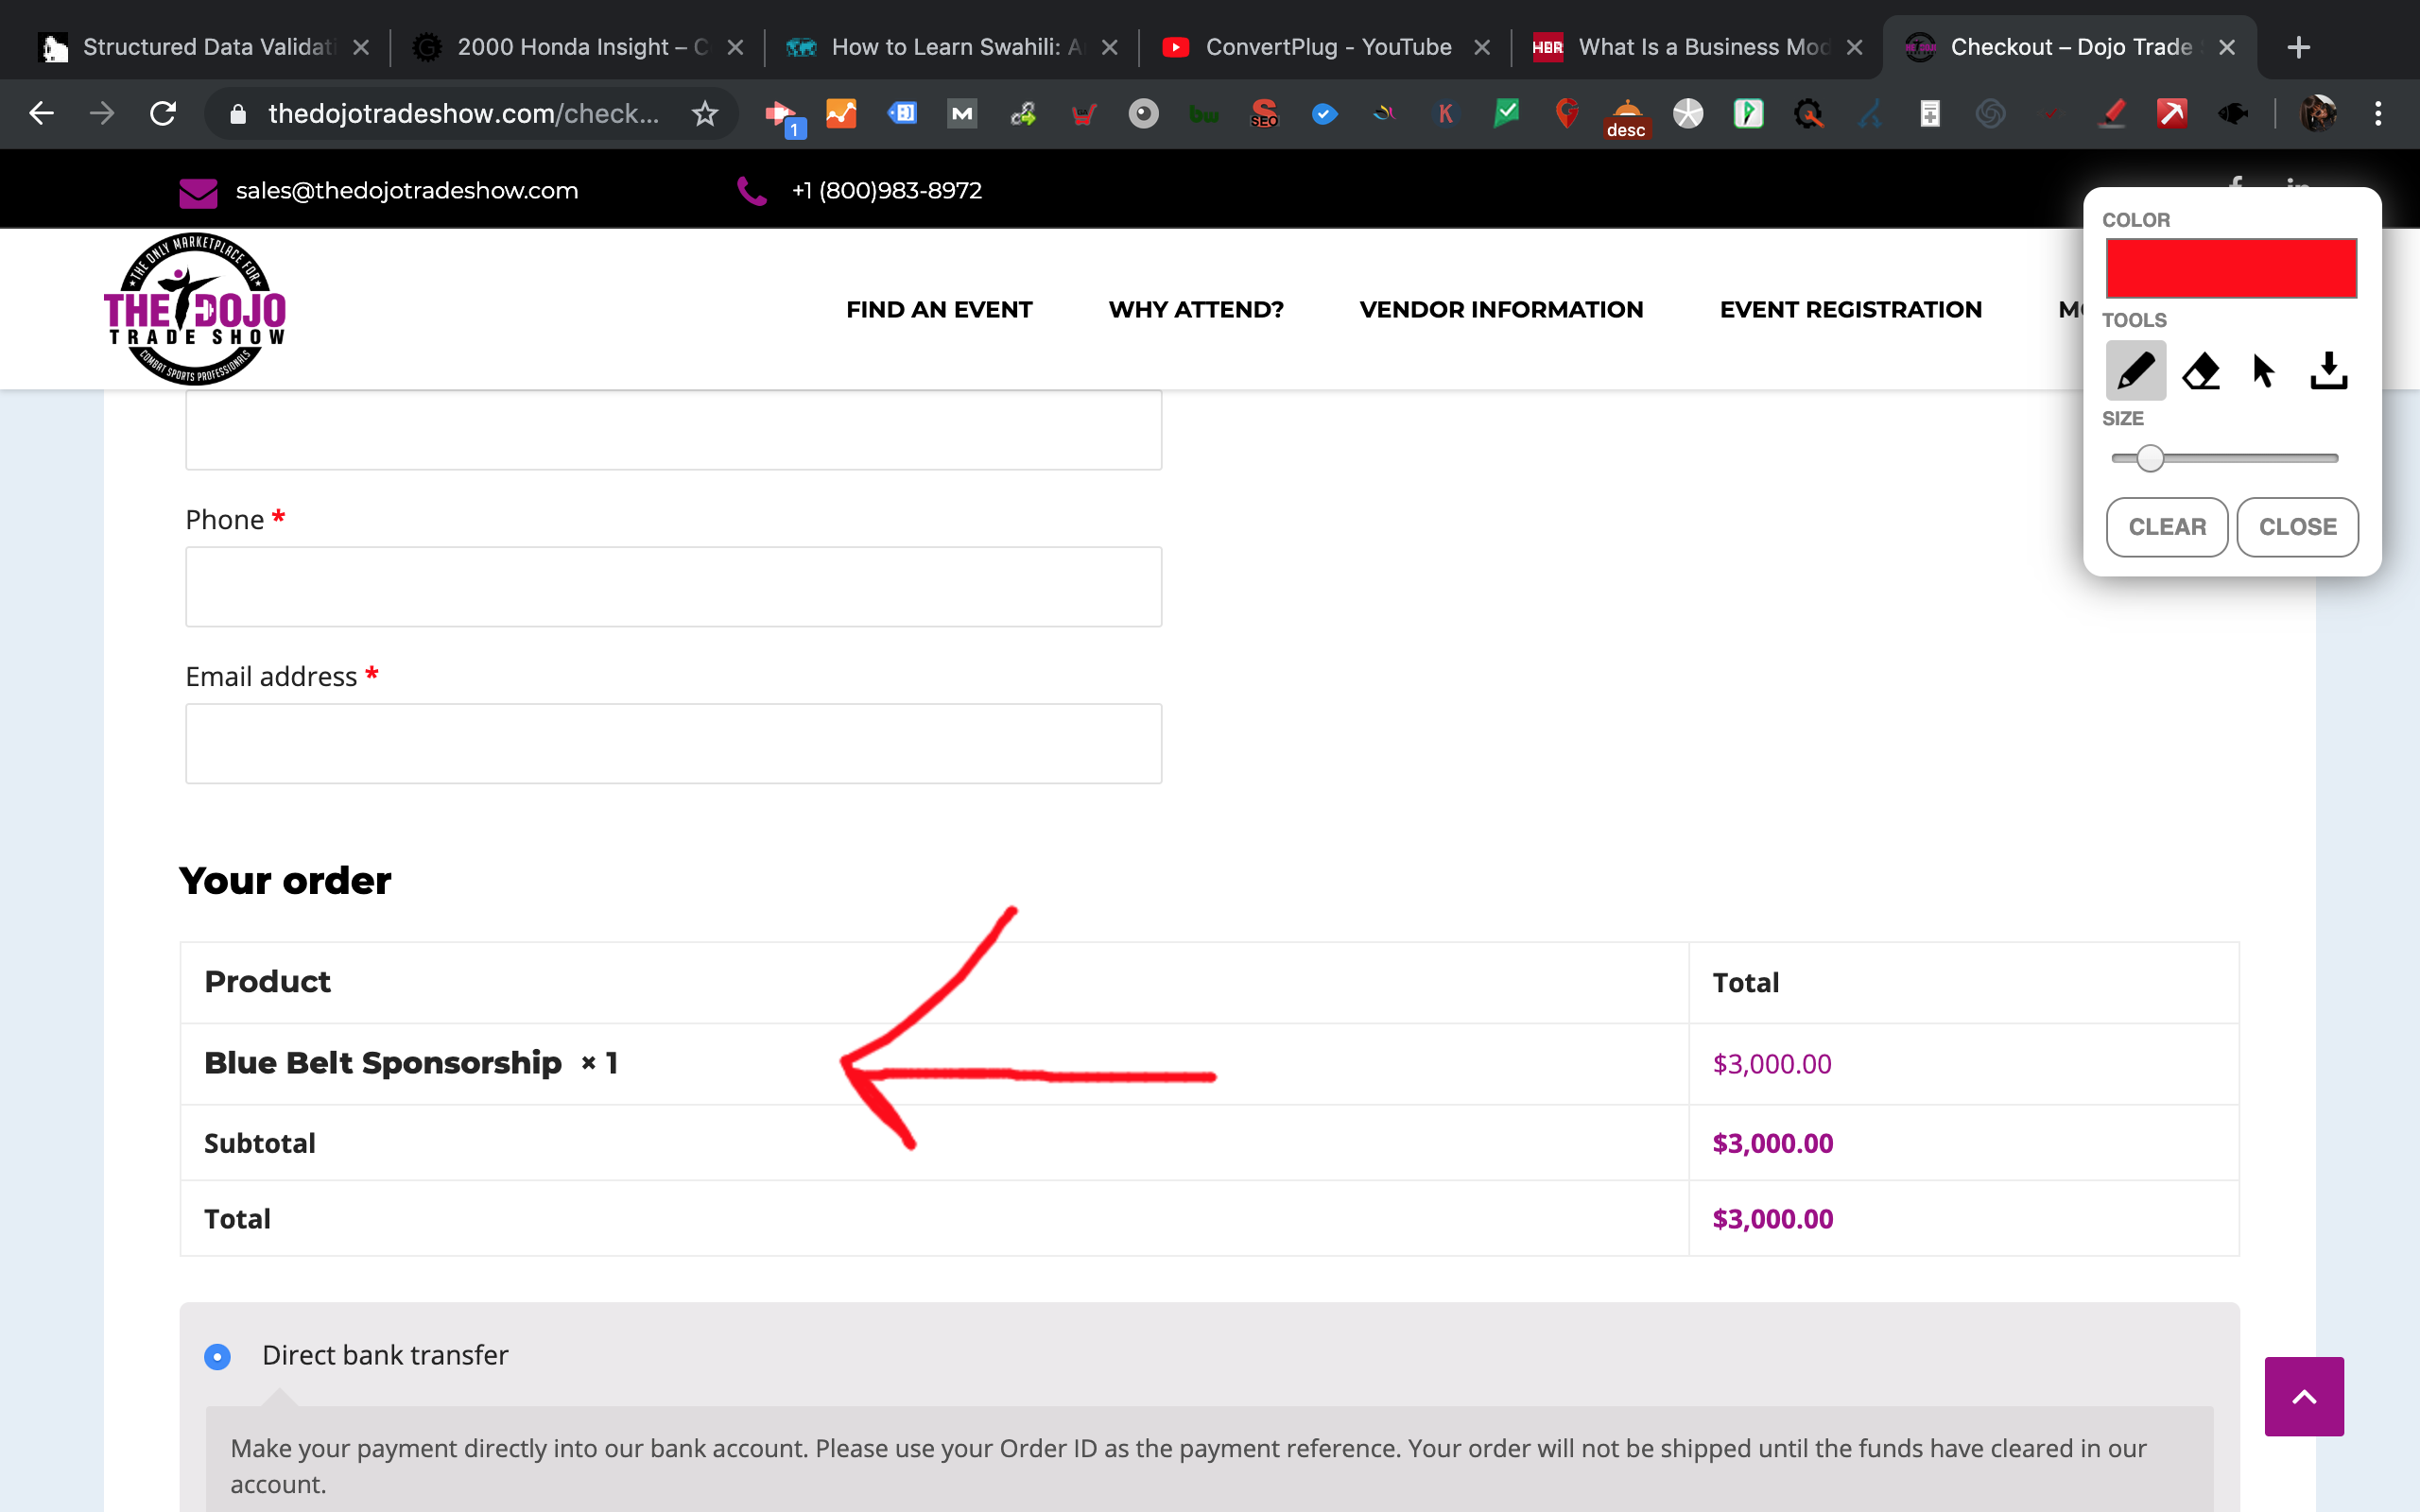 Structured Data Validat
2000 Honda Insight – C
How to Learn Swahili: A
ConvertPlug - YouTube
HBR What Is a Business Mod
Checkout – Dojo Trade
thedojotradeshow.com/check...
1
M
bw
SEO
K
desc
sales@thedojotradeshow.com
+1 (800)983-8972
THE ONLY MARKETPLACE FOR
THE DOJO
TRADE SHOW
COMBAT SPORTS PROFESSIONALS
FIND AN EVENT
WHY ATTEND?
VENDOR INFORMATION
EVENT REGISTRATION
COLOR
TOOLS
SIZE
CLEAR
CLOSE
Phone *
Email address *
Your order
Product Total
Blue Belt Sponsorship × 1 $3,000.00
Subtotal $3,000.00
Total $3,000.00
Direct bank transfer
Make your payment directly into our bank account. Please use your Order ID as the payment reference. Your order will not be shipped until the funds have cleared in our
account.